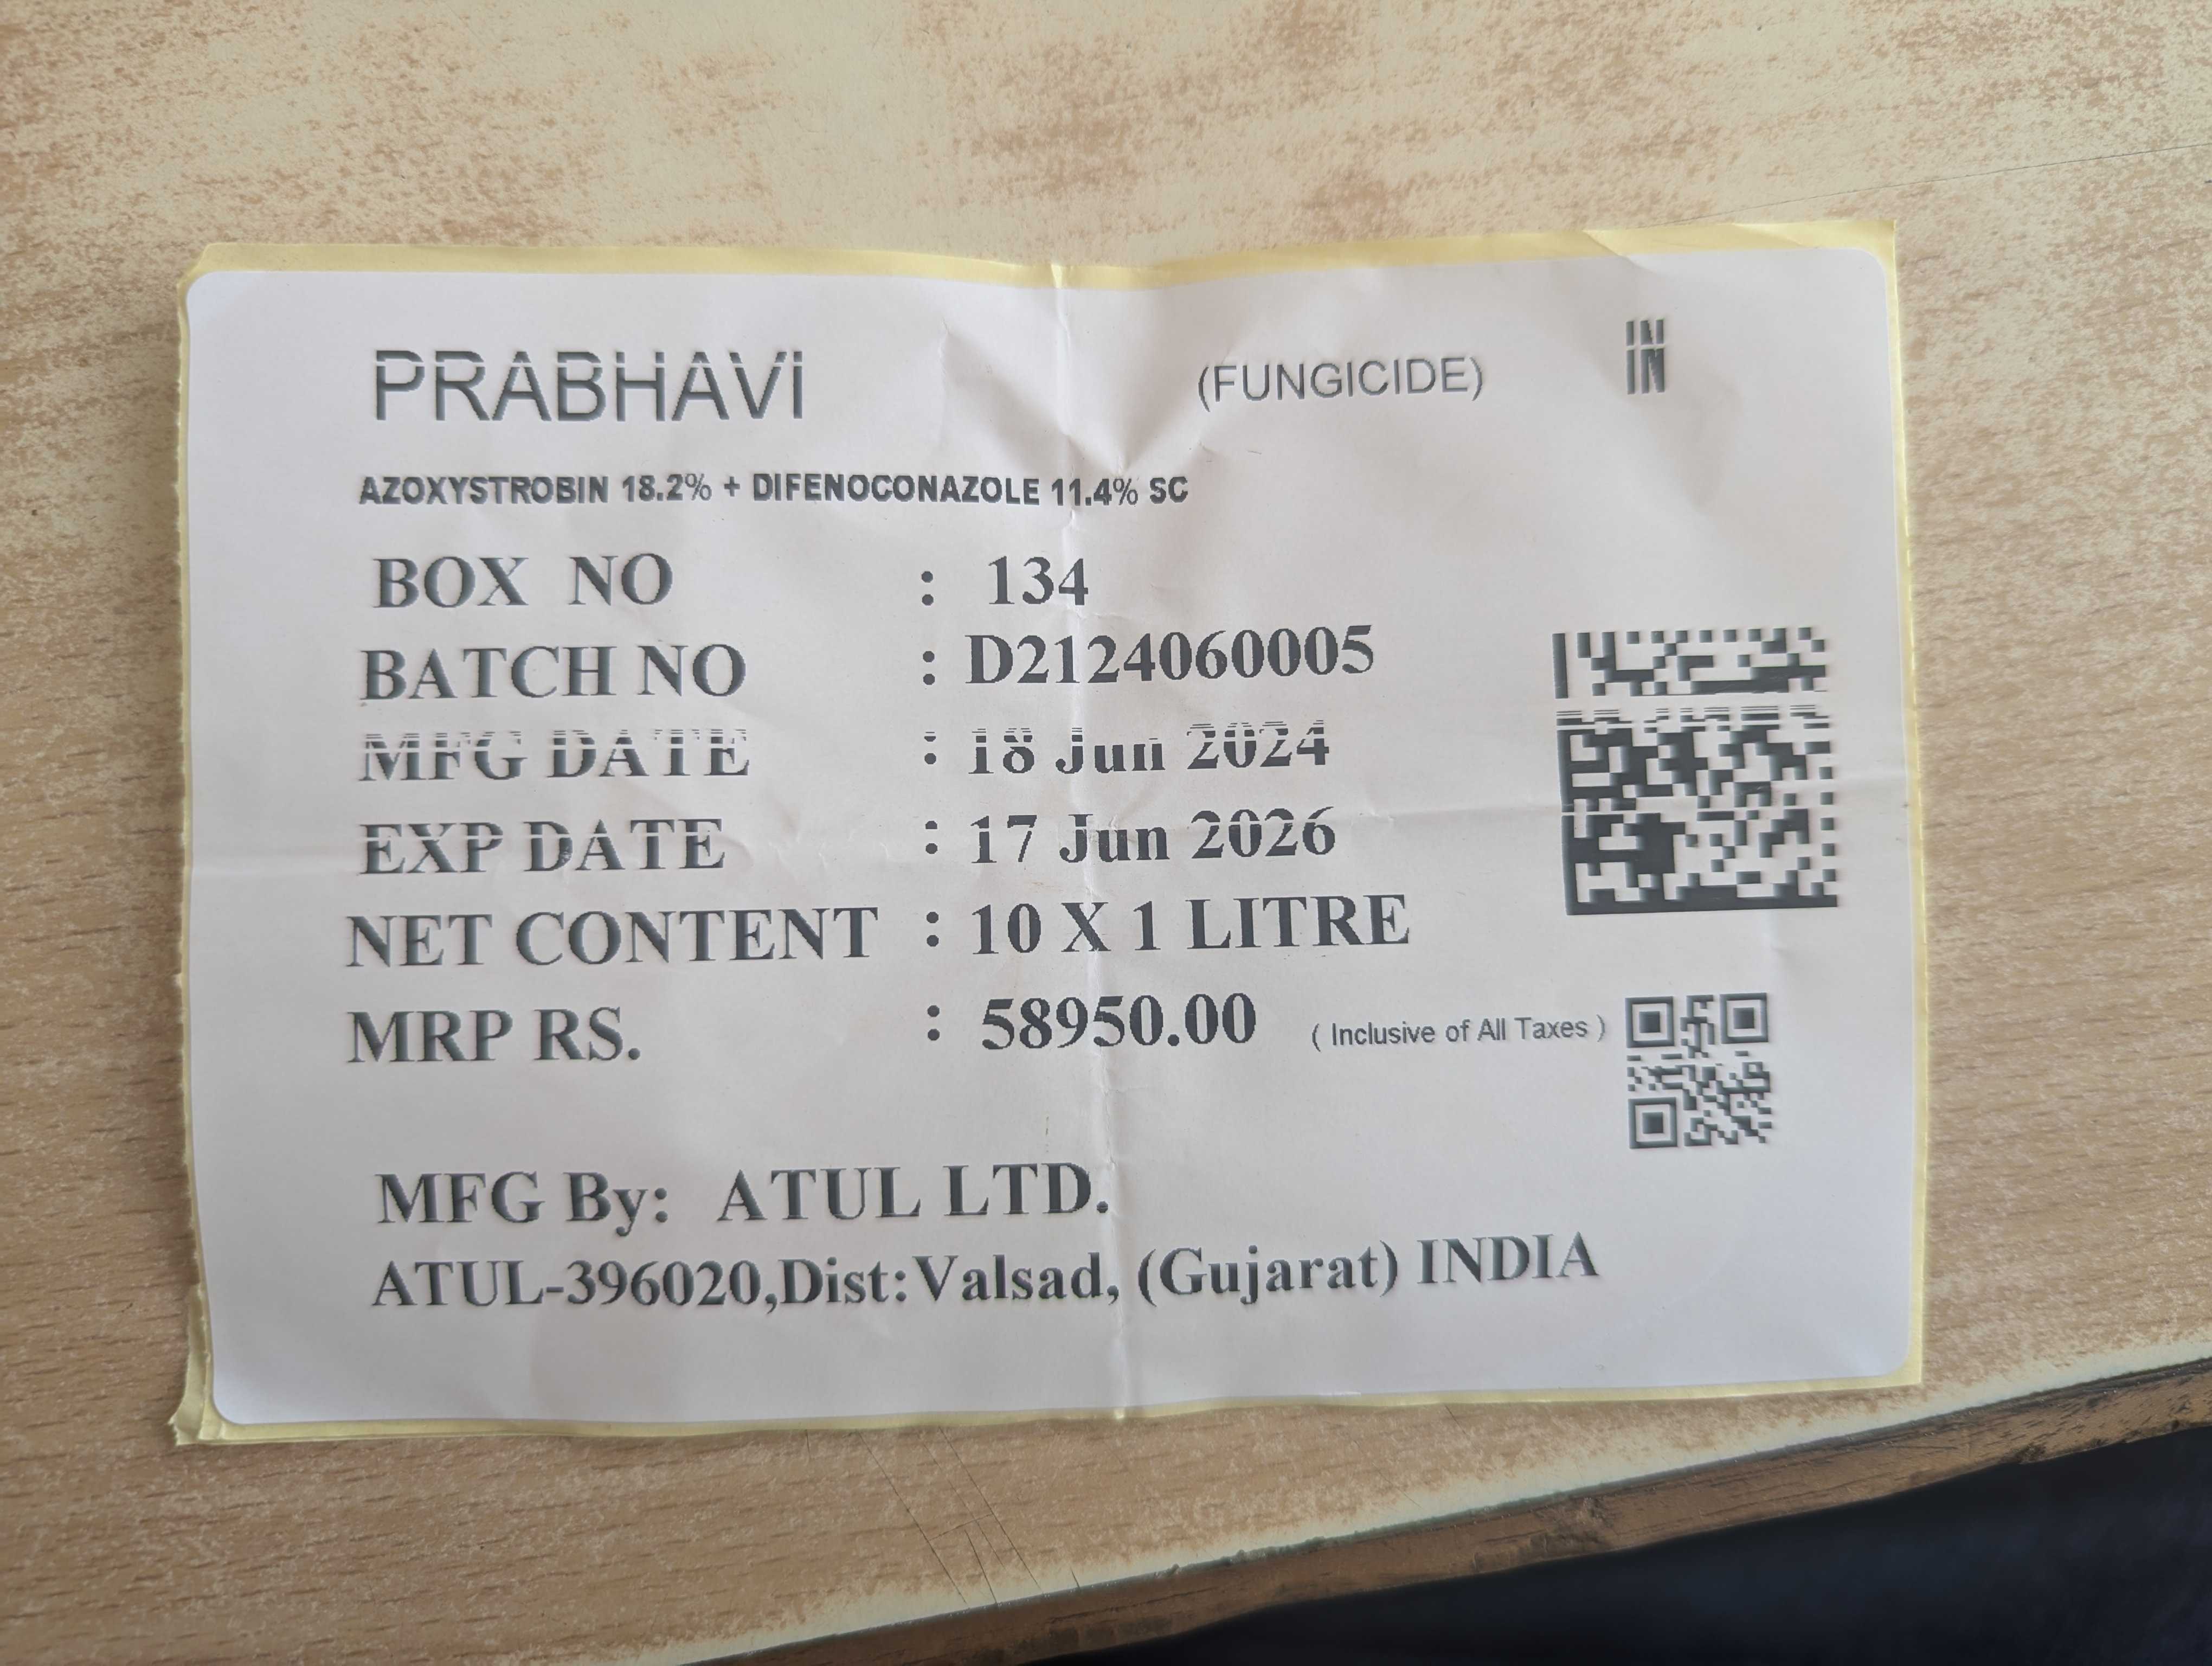 PRABHAVI (FUNGICIDE) IN
AZOXYSTROBIN 18.2% + DIFENOCONAZOLE 11.4% SC
BOX NO : 134
BATCH NO : D2124060005
MFG DATE : 18 Jun 2024
EXP DATE : 17 Jun 2026
NET CONTENT : 10 X 1 LITRE
MRP RS. : 58950.00 ( Inclusive of All Taxes )
MFG By: ATUL LTD.
ATUL-396020,Dist:Valsad, (Gujarat) INDIA